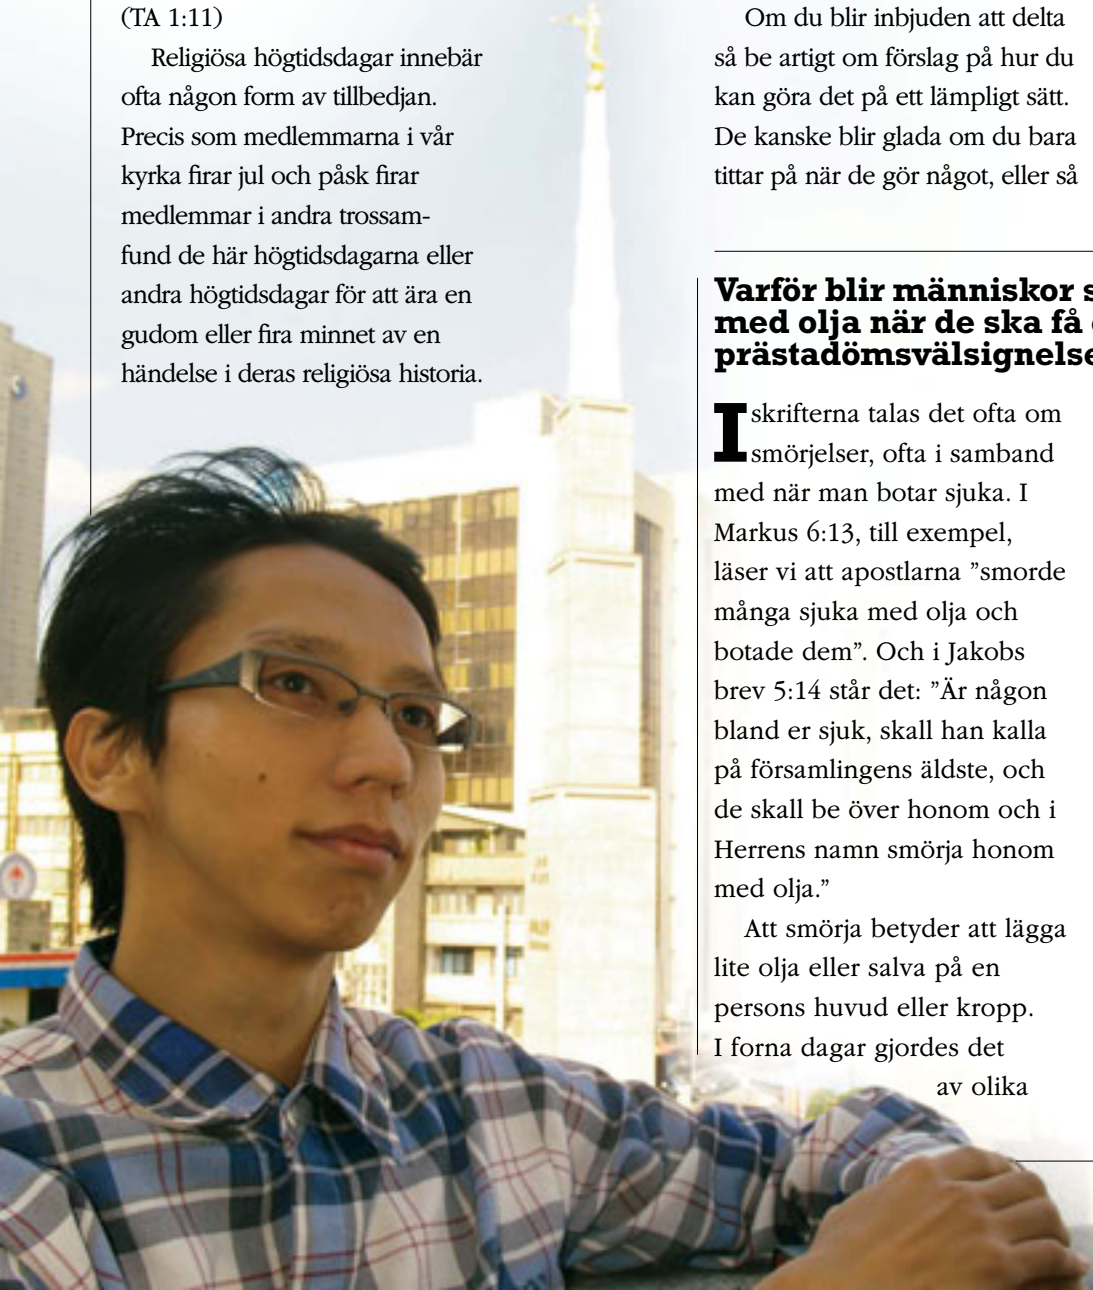 (TA 1:11)
Religiösa högtidsdagar innebär
ofta någon form av tillbedjan.
Precis som medlemmarna i vår
kyrka firar jul och påsk firar
medlemmar i andra trossam-
fund de här högtidsdagarna eller
andra högtidsdagar för att ära en
gudom eller fira minnet av en
händelse i deras religiösa historia.
Om du blir inbjuden att delta
så be artigt om förslag på hur du
kan göra det på ett lämpligt sätt.
De kanske blir glada om du bara
tittar på när de gör något, eller så
Varför blir människor s
med olja när de ska få
prästadömsvälsignelse
I skrifterna talas det ofta om
smörjelser, ofta i samband
med när man botar sjuka. I
Markus 6:13, till exempel,
läser vi att apostlarna ”smorde
många sjuka med olja och
botade dem”. Och i Jakobs
brev 5:14 står det: ”Är någon
bland er sjuk, skall han kalla
på församlingens äldste, och
de skall be över honom och i
Herrens namn smörja honom
med olja.”
Att smörja betyder att lägga
lite olja eller salva på en
persons huvud eller kropp.
I forna dagar gjordes det
av olika